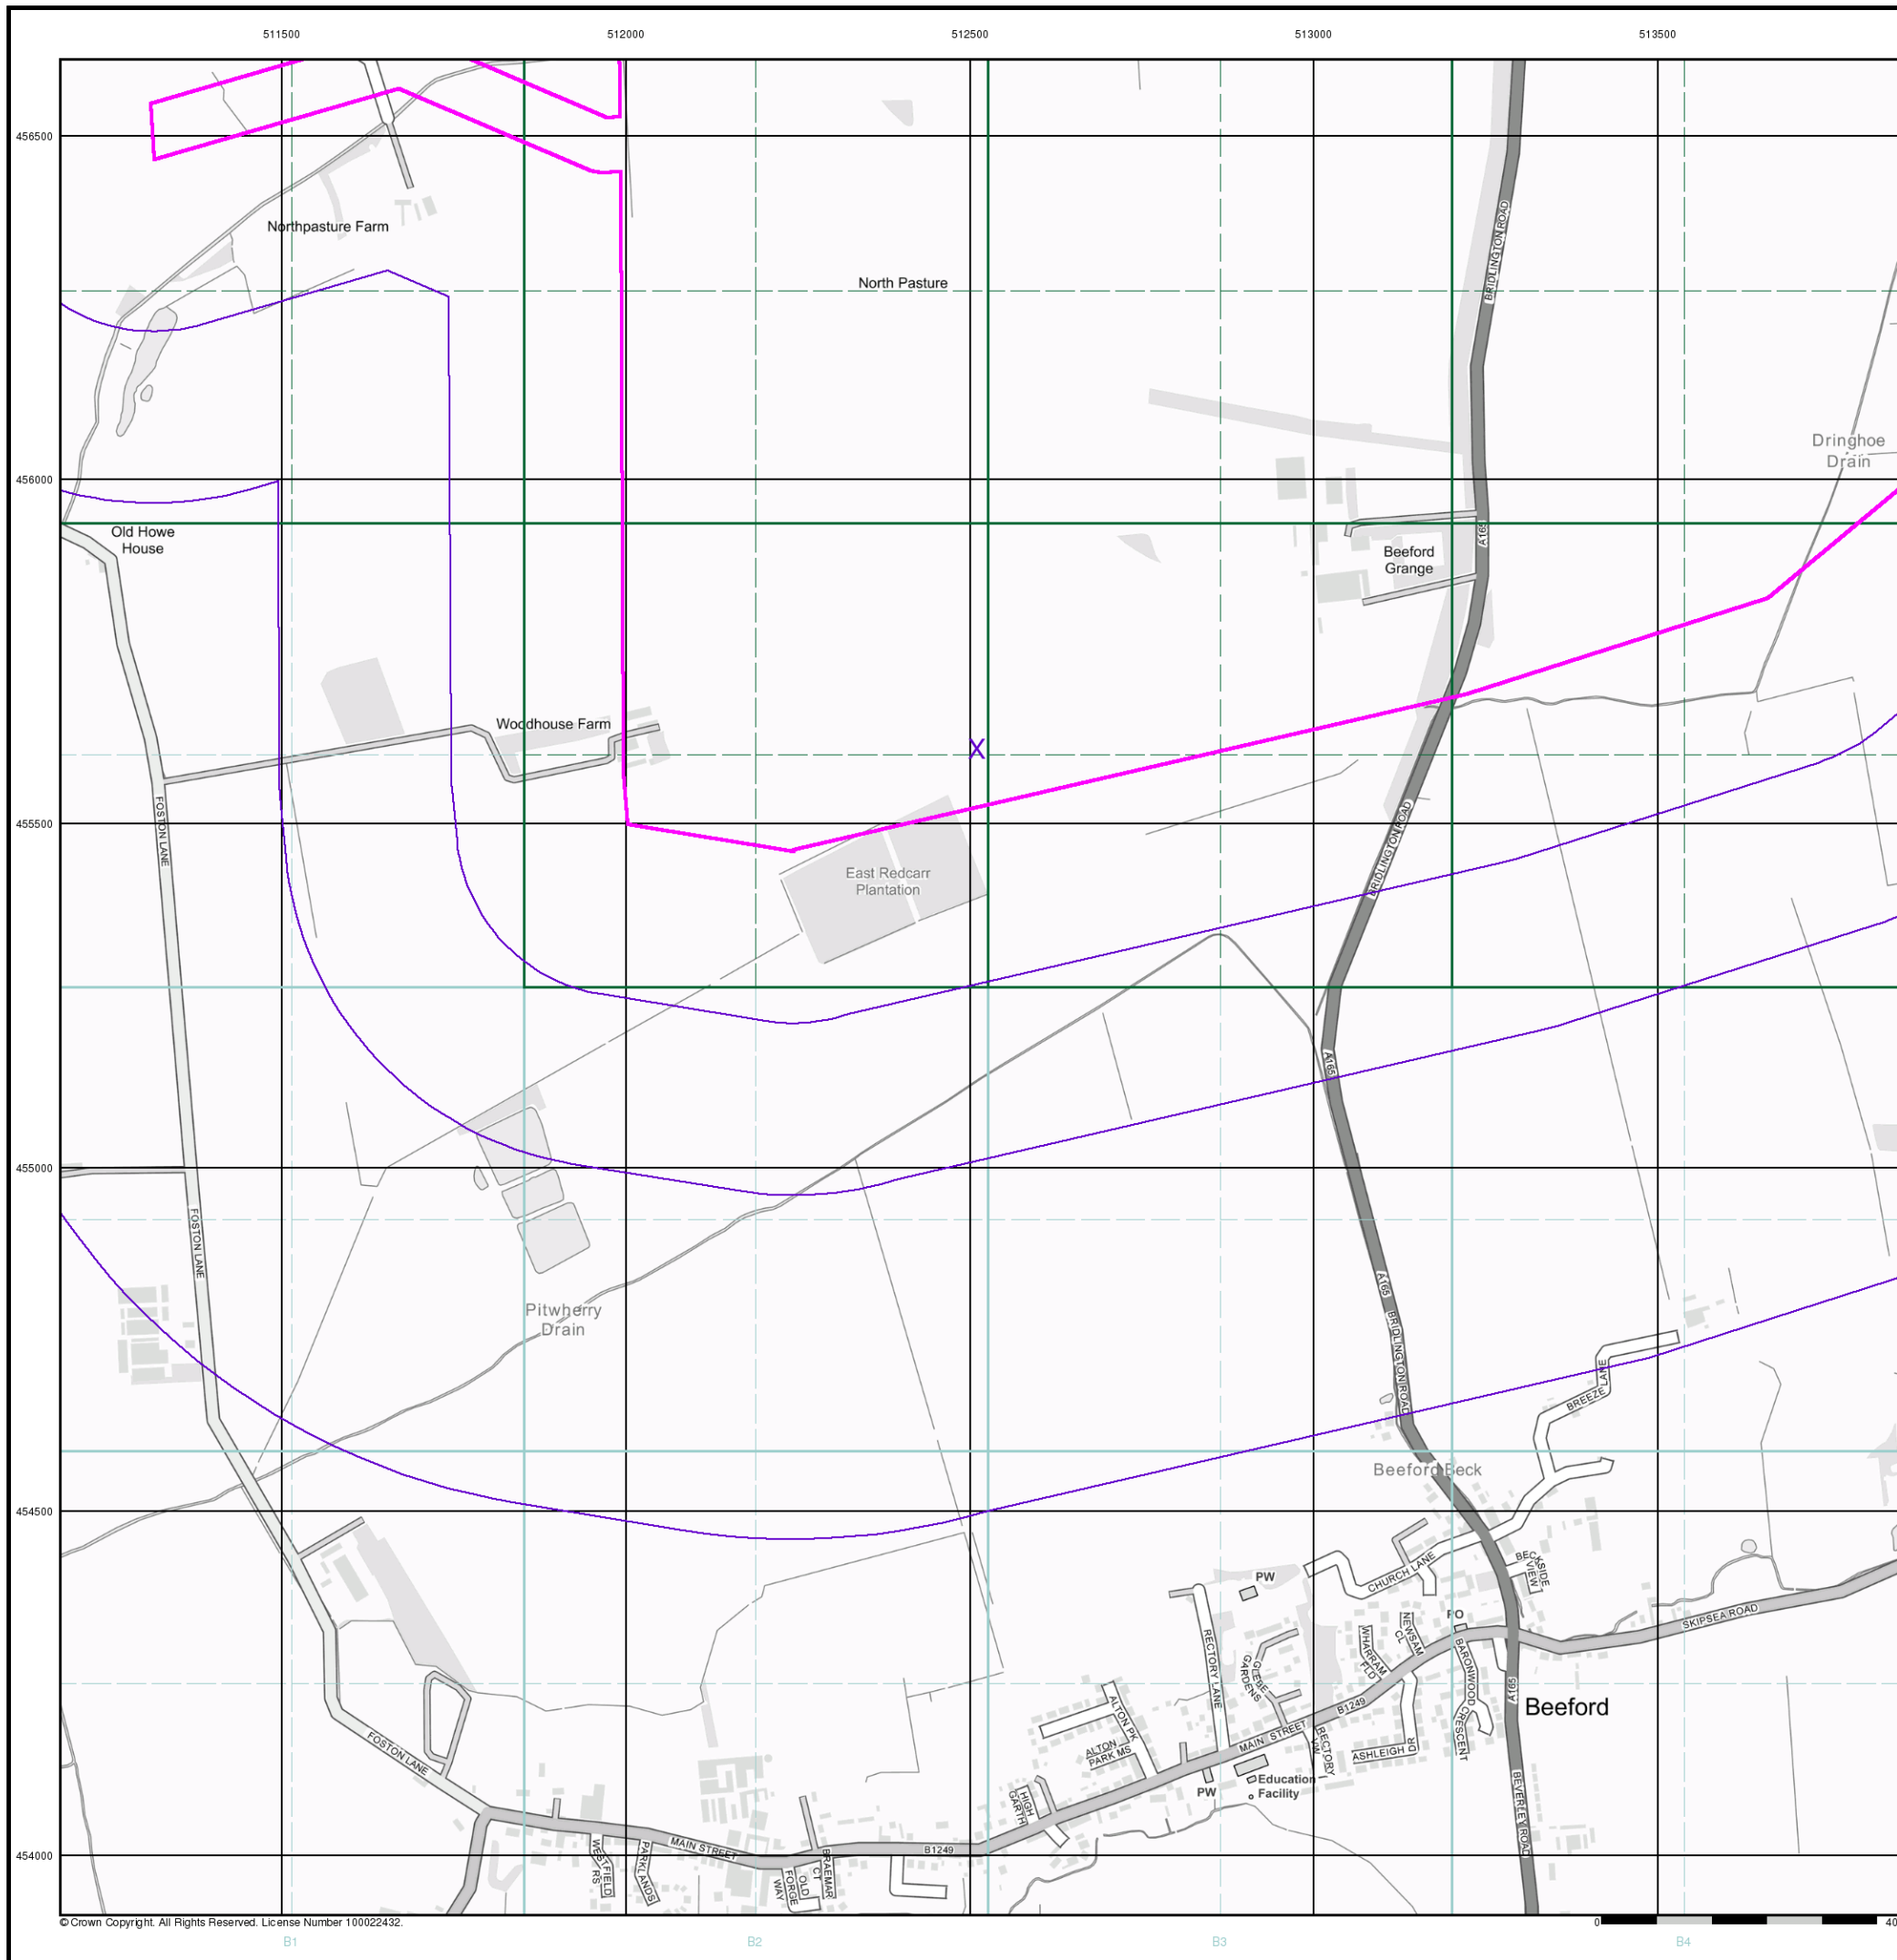 511500 512000 512500 513000 513500
456500
BRIDLINGTON ROAD
Northpasture Farm
North Pasture
Dringhoe
Drain
456000
Old Howe
House
A165
Beeford
Grange
Woodhouse Farm
X
455500
FOSTON LANE
BRIDLINGTON ROAD
East Redcarr
Plantation
A165
455000
FOSTON LANE
A165
Pitwherry
Drain
BRIDLINGTON ROAD
BREEZE LANE
Beeford Beck
454500
BECKSIDE
VIEW
CHURCH LANE
PW
PO
NEWSAM
CL
SKIPSEA ROAD
WHARRAM
FLD
RECTORY LANE
GLEBE
GARDENS
BARONWOOD CRESCENT
A165
Beeford
B1249
ALTON PK
MAIN STREET
RECTORY
VW
ASHLEIGH DR
ALTON
PARK MS
FOSTON LANE
Education
Facility
PW
HIGH
GARTH
BEVERLEY ROAD
454000
MAIN STREET
B1249
WESTFIELD
RS
PARKLANDS
OLD
FORGE
WAY
BRAEMAR
CT
© Crown Copyright. All Rights Reserved. License Number 100022432.
0 40
B1 B2 B3 B4